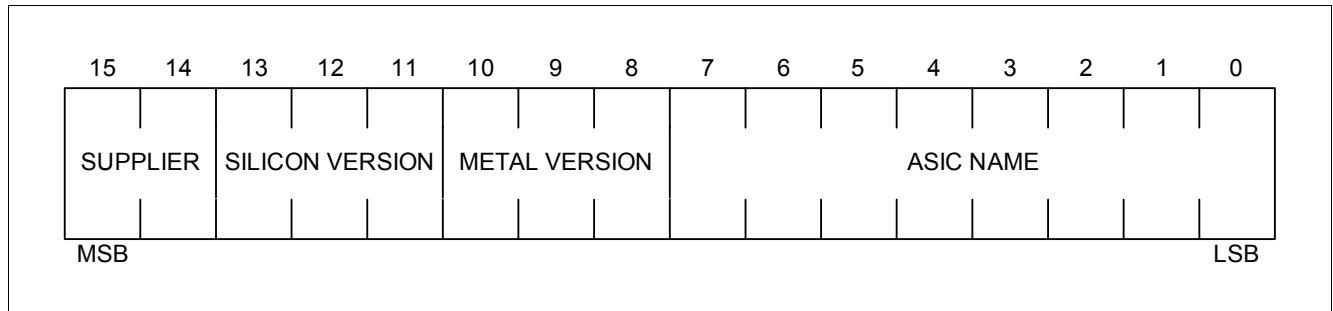 15 14 13 12 11 10 9 8 7 6 5 4 3 2 1 0
SUPPLIER SILICON VERSION METAL VERSION ASIC NAME
MSB LSB